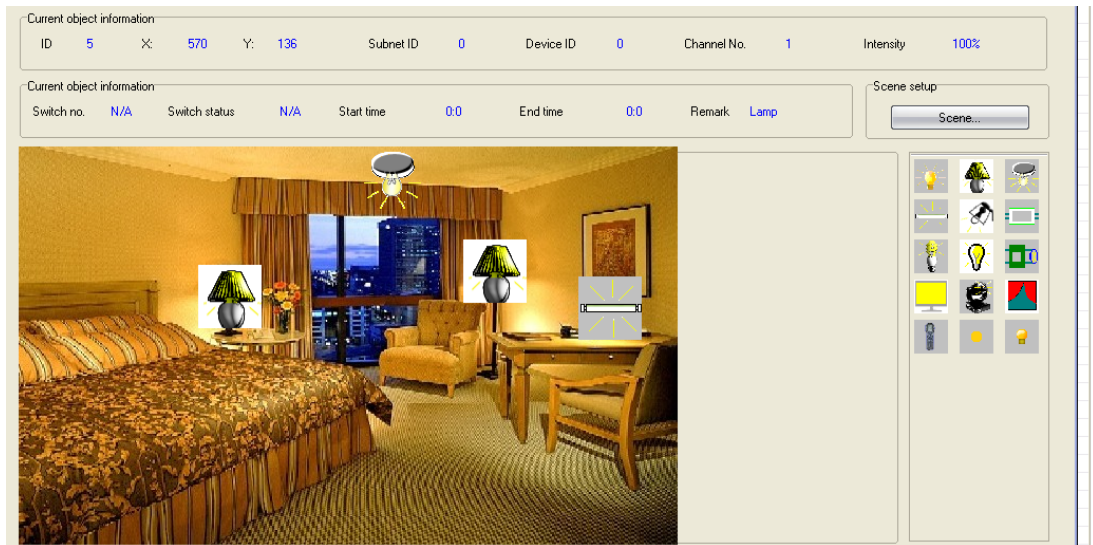 Current object information
ID 5 X: 570 Y: 136 Subnet ID 0 Device ID 0 Channel No. 1 Intensity 100%
Current object information
Switch no. N/A Switch status N/A Start time 0:0 End time 0:0 Remark Lamp
Scene setup
Scene...